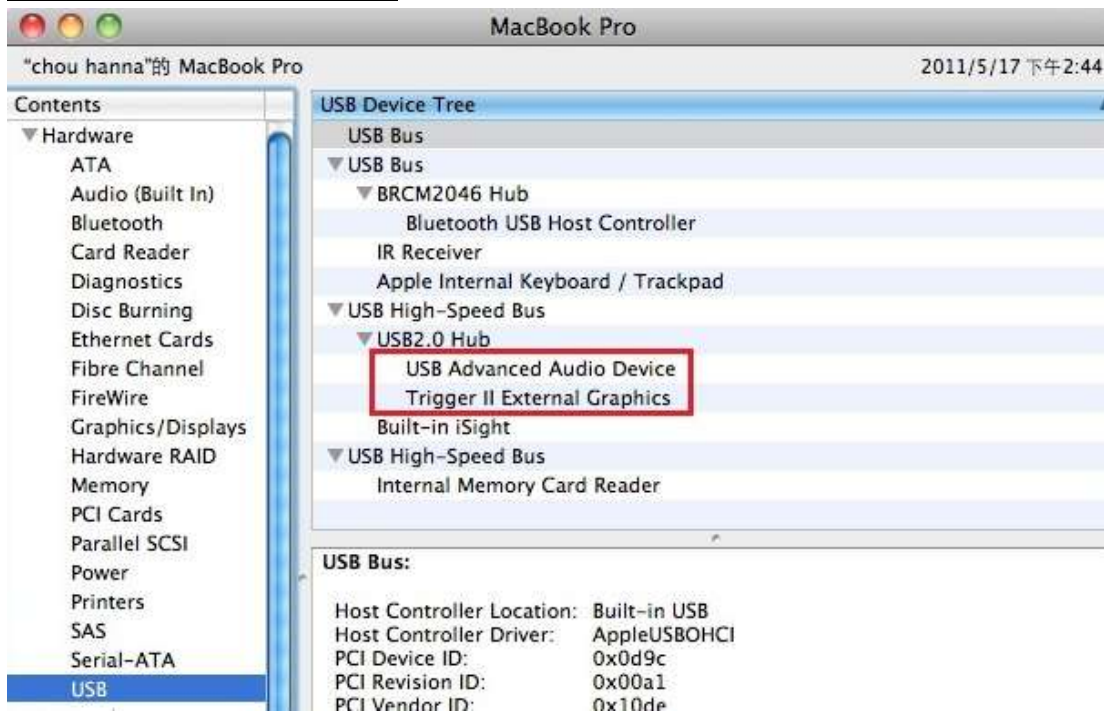 MacBook Pro
"chou hanna"的 MacBook Pro
2011/5/17 下午2:44
Contents
Hardware
ATA
Audio (Built In)
Bluetooth
Card Reader
Diagnostics
Disc Burning
Ethernet Cards
Fibre Channel
FireWire
Graphics/Displays
Hardware RAID
Memory
PCI Cards
Parallel SCSI
Power
Printers
SAS
Serial-ATA
USB
USB Device Tree
USB Bus
USB Bus
BRCM2046 Hub
Bluetooth USB Host Controller
IR Receiver
Apple Internal Keyboard / Trackpad
USB High-Speed Bus
USB2.0 Hub
USB Advanced Audio Device
Trigger II External Graphics
Built-in iSight
USB High-Speed Bus
Internal Memory Card Reader
USB Bus:
Host Controller Location: Built-in USB
Host Controller Driver: AppleUSBOHCI
PCI Device ID: 0x0d9c
PCI Revision ID: 0x00a1
PCI Vendor ID: 0x10de